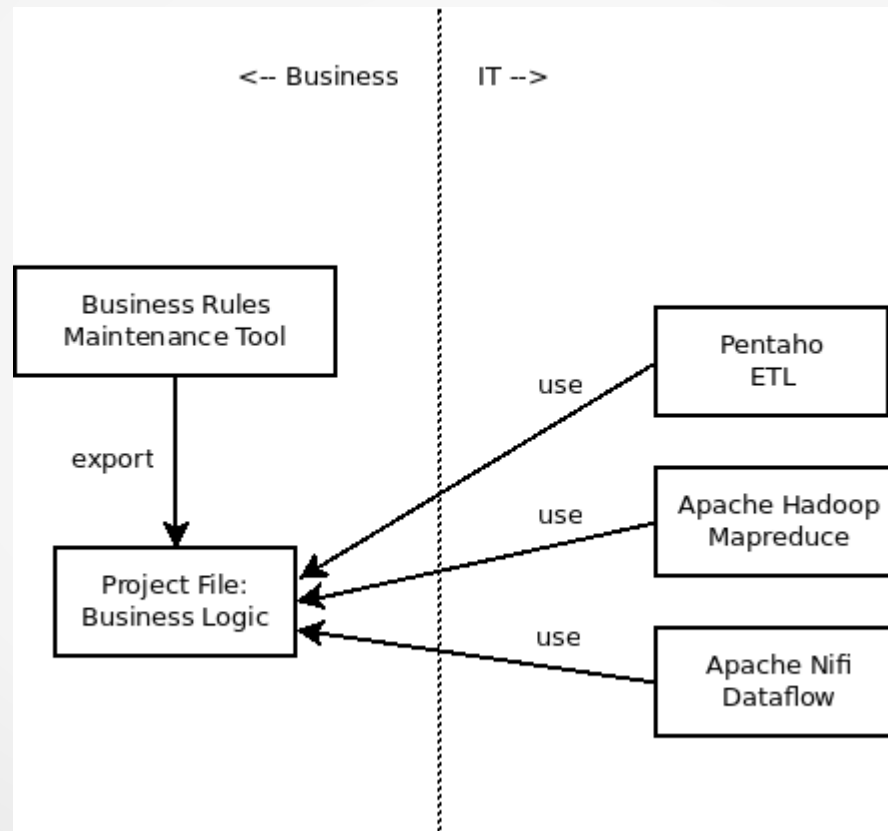 <-- Business
IT -->
Business Rules
Maintenance Tool
export
Project File:
Business Logic
use
Pentaho
ETL
use
Apache Hadoop
Mapreduce
use
Apache Nifi
Dataflow